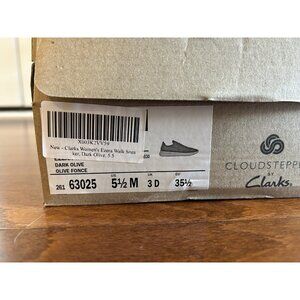 X003K7VV59
New - Clarks Women's Ezera Walk Snea
ker, Dark Olive, 5.5
DARK OLIVE
OLIVE FONCE
261 63025
5½ M
3 D
35½
CLOUDSTEPPE
BY
Clarks.